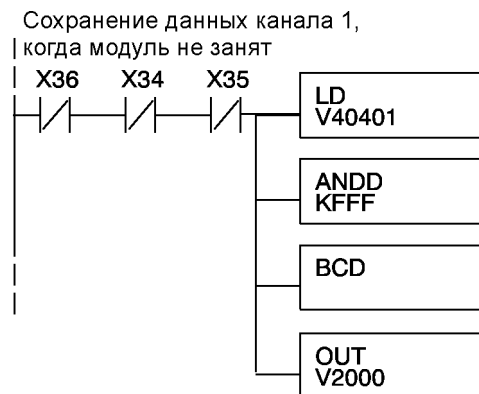 Сохранение данных канала 1,
когда модуль не занят
X36 X34 X35
LD
V40401
ANDD
KFFF
BCD
OUT
V2000